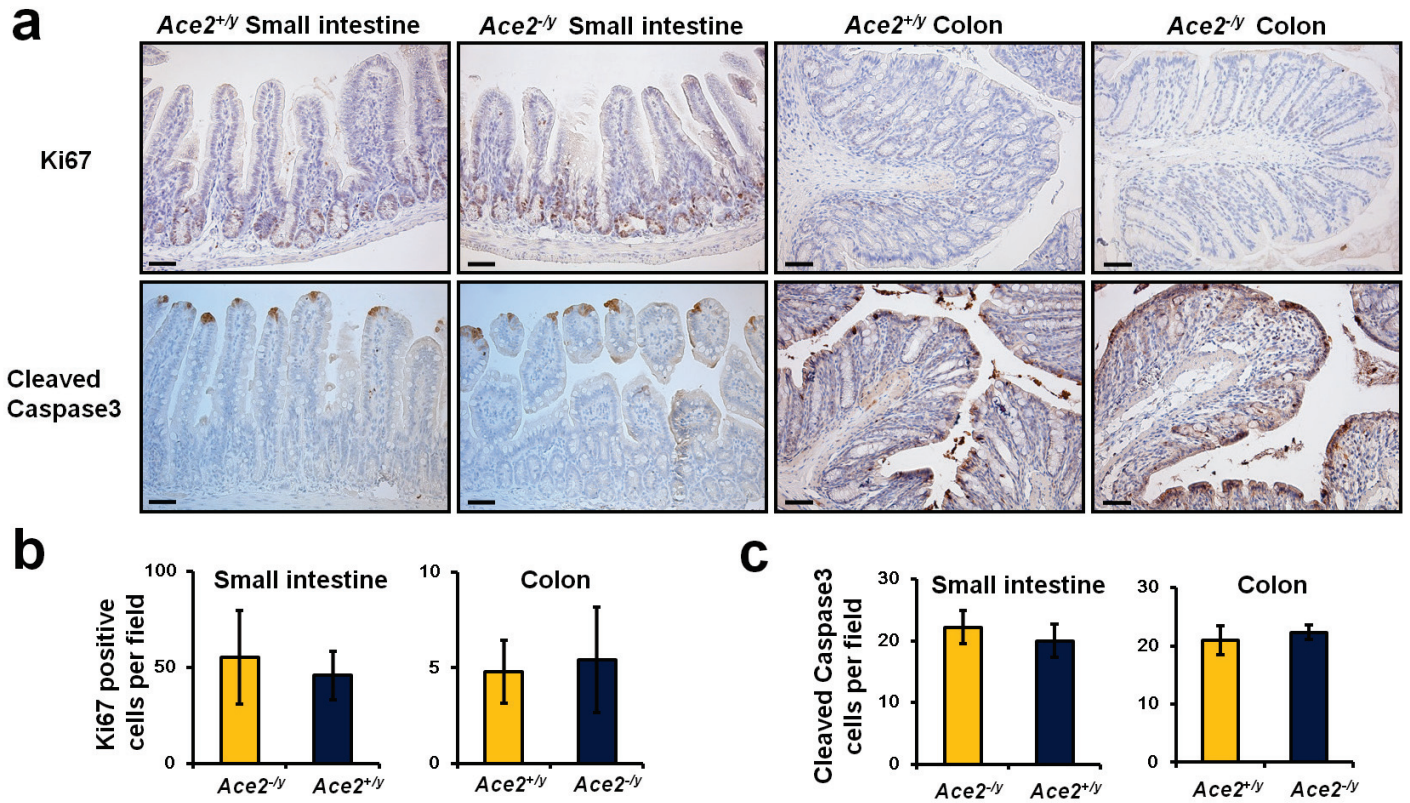 a
Ace2+/y Small intestine
Ace2-/y Small intestine
Ace2+/y Colon
Ace2-/y Colon
Ki67
Cleaved
Caspase3
b
Ki67 positive
cells per field
Small intestine
100
50
0
Ace2-/y
Ace2+/y
Colon
10
5
0
Ace2+/y
Ace2-/y
c
Cleaved Caspase3
cells per field
Small intestine
30
20
10
0
Ace2-/y
Ace2+/y
Colon
30
20
10
0
Ace2+/y
Ace2-/y